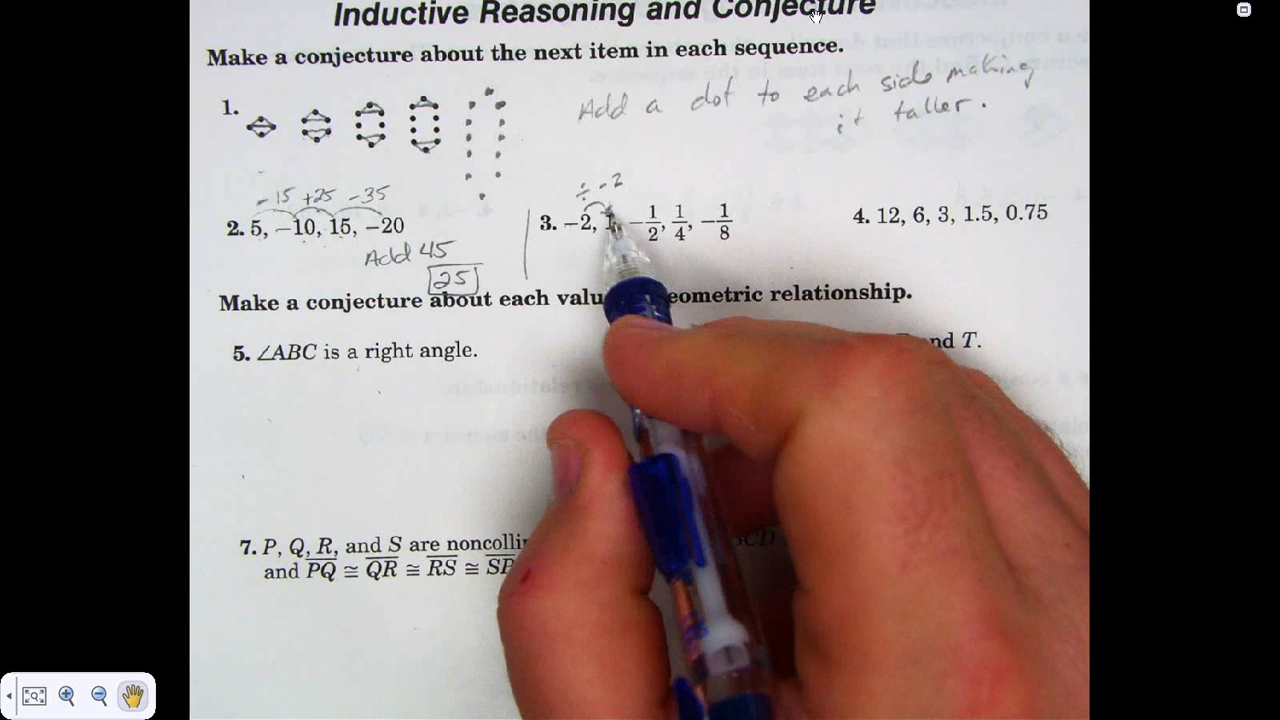 Inductive Reasoning and Conjecture
Make a conjecture about the next item in each sequence.
1.
Add a dot to each side making
it taller.
-15 +25 -35
2. 5, −10, 15, −20
Add 45
25
÷ -2
3. −2, 1, −1/2, 1/4, −1/8
4. 12, 6, 3, 1.5, 0.75
Make a conjecture about each valu eometric relationship.
5. ∠ABC is a right angle.
nd T.
7. P, Q, R, and S are noncolli
and PQ ≅ QR ≅ RS ≅ SP